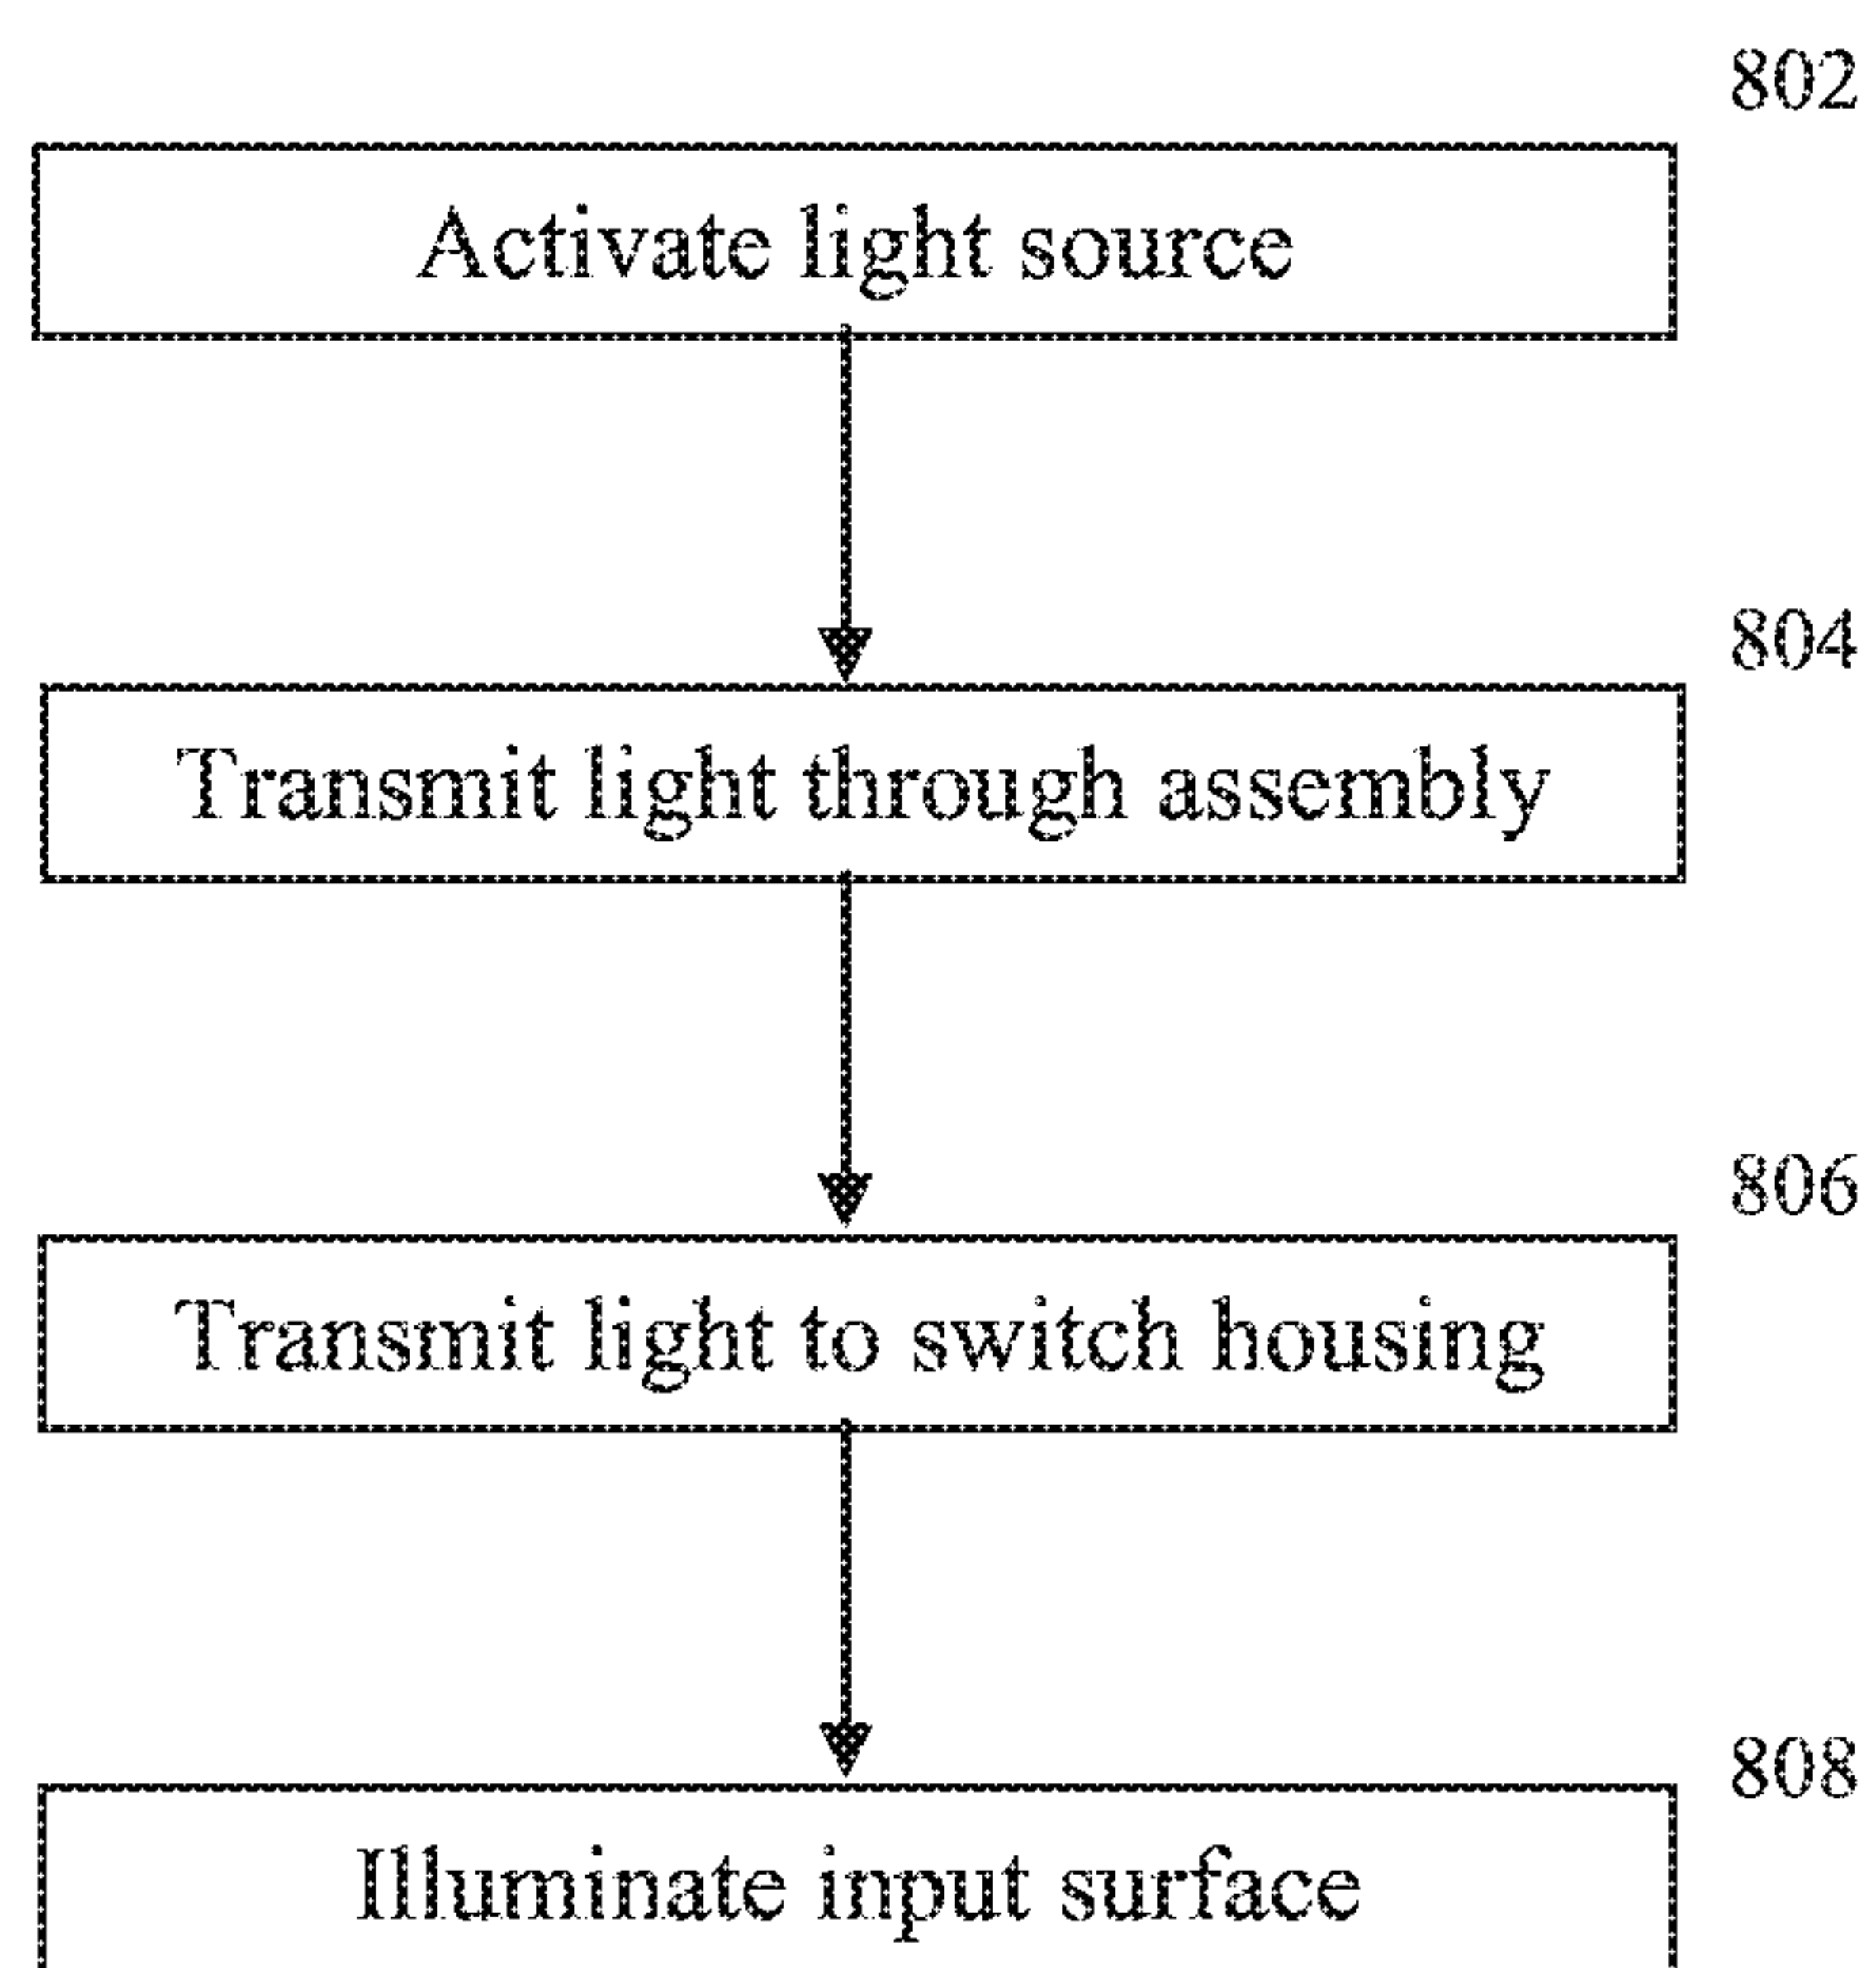 802
Activate light source
804
Transmit light through assembly
806
Transmit light to switch housing
808
Illuminate input surface